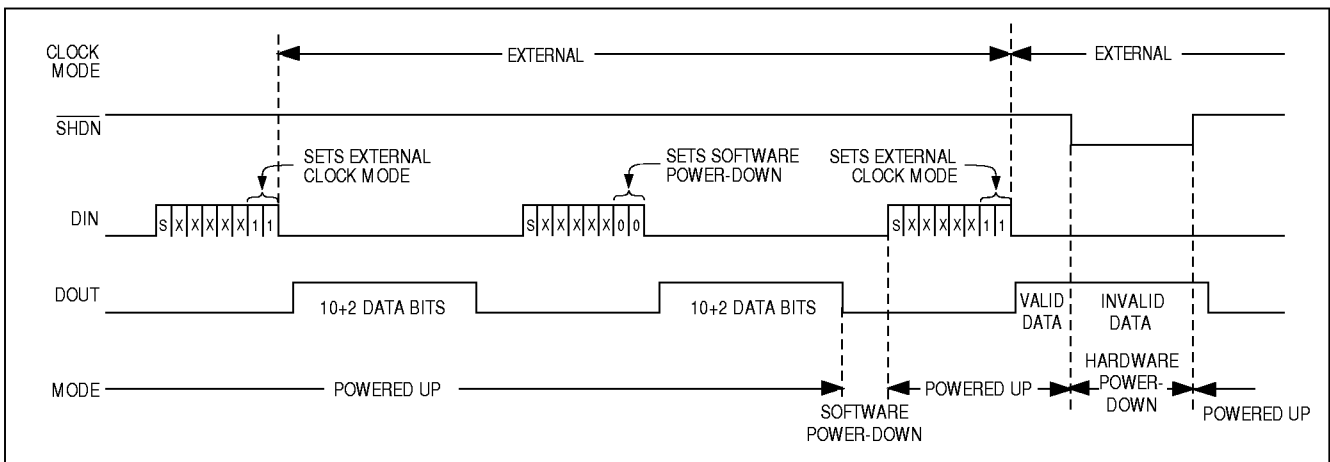 CLOCK
MODE
EXTERNAL
EXTERNAL
SHDN
SETS EXTERNAL
CLOCK MODE
SETS SOFTWARE
POWER-DOWN
SETS EXTERNAL
CLOCK MODE
DIN
S X X X X X 1 1
S X X X X X 0 0
S X X X X X 1 1
DOUT
10+2 DATA BITS
10+2 DATA BITS
VALID
DATA
INVALID
DATA
MODE
POWERED UP
SOFTWARE
POWER-DOWN
POWERED UP
HARDWARE
POWER-
DOWN
POWERED UP